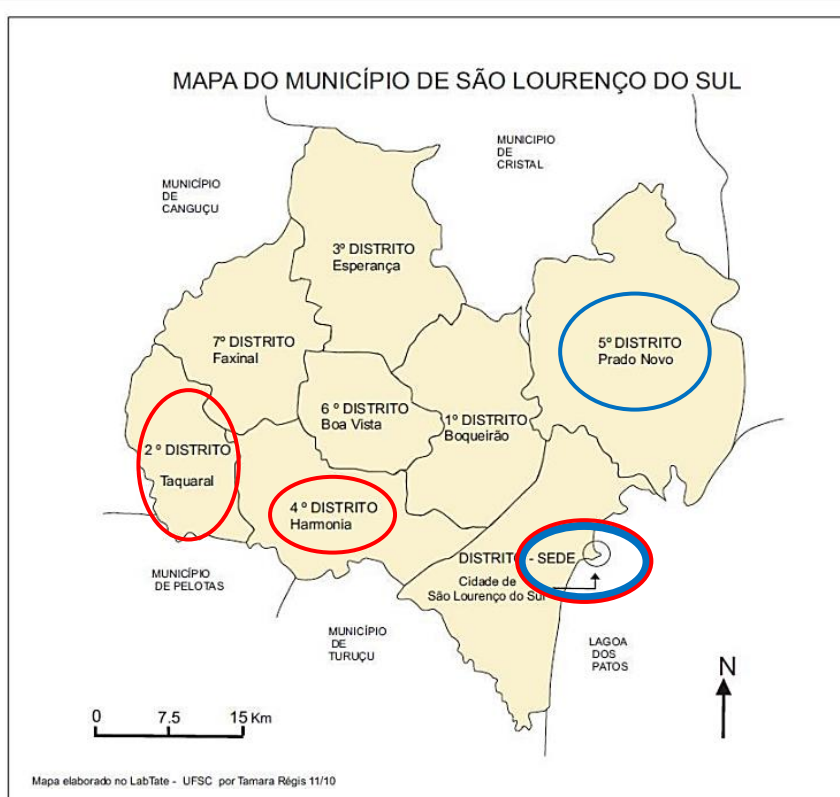 MAPA DO MUNICÍPIO DE SÃO LOURENÇO DO SUL
MUNICIPIO
DE
CRISTAL
MUNICÍPIO
DE
CANGUÇU
3º DISTRITO
Esperança
7º DISTRITO
Faxinal
5º DISTRITO
Prado Novo
6 º DISTRITO
Boa Vista
1º DISTRITO
Boqueirão
2 º DISTRITO
Taquaral
4 º DISTRITO
Harmonia
DISTRITO - SEDE
Cidade de
São Lourenço do Sul
MUNICÍPIO
DE PELOTAS
MUNICÍPIO
DE
TURUÇU
LAGOA
DOS
PATOS
N
0 7.5 15 Km
Mapa elaborado no LabTate - UFSC por Tamara Régis 11/10